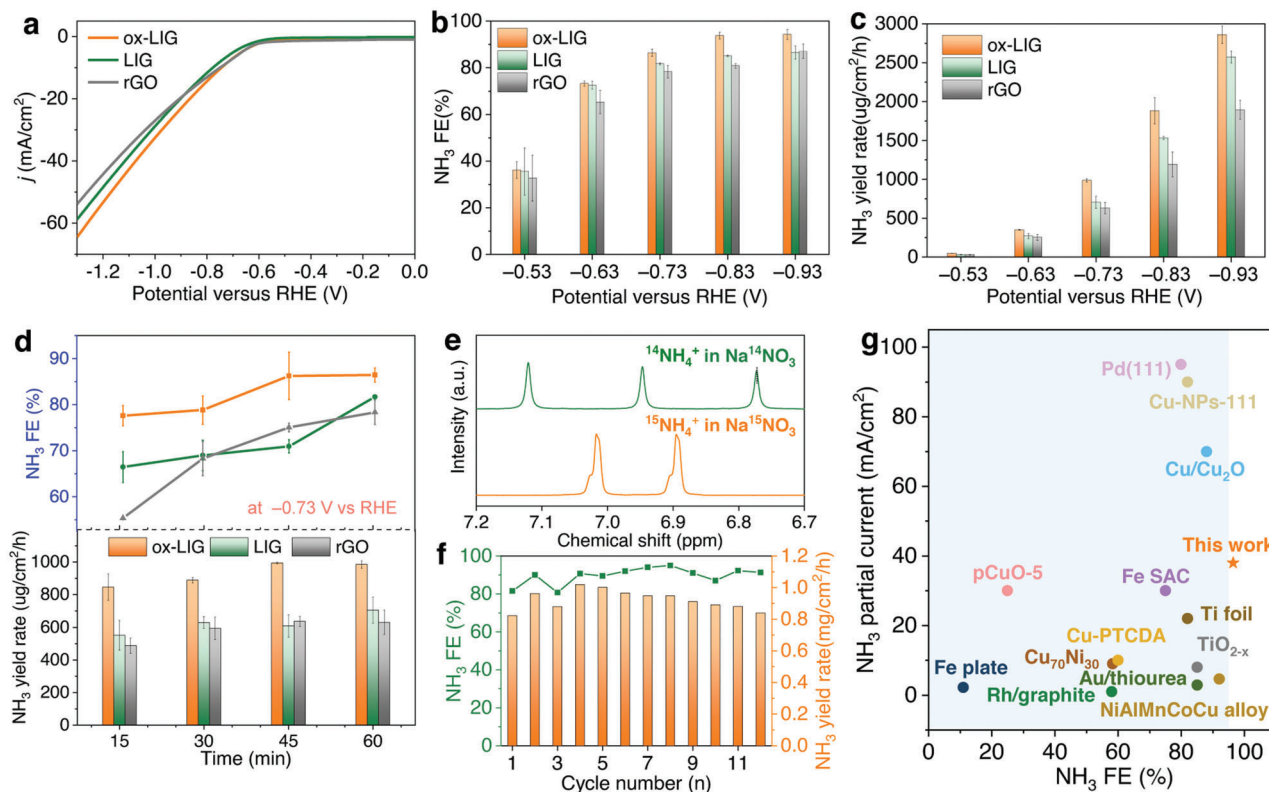 a
ox-LIG
LIG
rGO
0
-20
-40
-60
j (mA/cm²)
-1.2 -1.0 -0.8 -0.6 -0.4 -0.2 0.0
Potential versus RHE (V)
b
ox-LIG
LIG
rGO
100
80
60
40
20
0
NH₃ FE(%)
−0.53 −0.63 −0.73 −0.83 −0.93
Potential versus RHE (V)
c
ox-LIG
LIG
rGO
3000
2500
2000
1500
1000
500
0
NH₃ yield rate(ug/cm²/h)
−0.53 −0.63 −0.73 −0.83 −0.93
Potential versus RHE (V)
d
90
80
70
60
NH₃ FE (%)
at −0.73 V vs RHE
ox-LIG LIG rGO
1000
800
600
400
200
0
NH₃ yield rate (ug/cm²/h)
15 30 45 60
Time (min)
e
¹⁴NH₄⁺ in Na¹⁴NO₃
¹⁵NH₄⁺ in Na¹⁵NO₃
Intensity (a.u.)
7.2 7.1 7.0 6.9 6.8 6.7
Chemical shift (ppm)
f
100
80
60
40
20
0
NH₃ FE (%)
1.2
1.0
0.8
0.6
0.4
0.2
0.0
NH₃ yield rate(mg/cm²/h)
1 3 5 7 9 11
Cycle number (n)
g
100
80
60
40
20
0
NH₃ partial current (mA/cm²)
Pd(111)
Cu-NPs-111
Cu/Cu₂O
This work
pCuO-5
Fe SAC
Ti foil
Cu-PTCDA
TiO₂₋ₓ
Cu₇₀Ni₃₀
Fe plate
Au/thiourea
Rh/graphite
NiAlMnCoCu alloy
0 20 40 60 80 100
NH₃ FE (%)